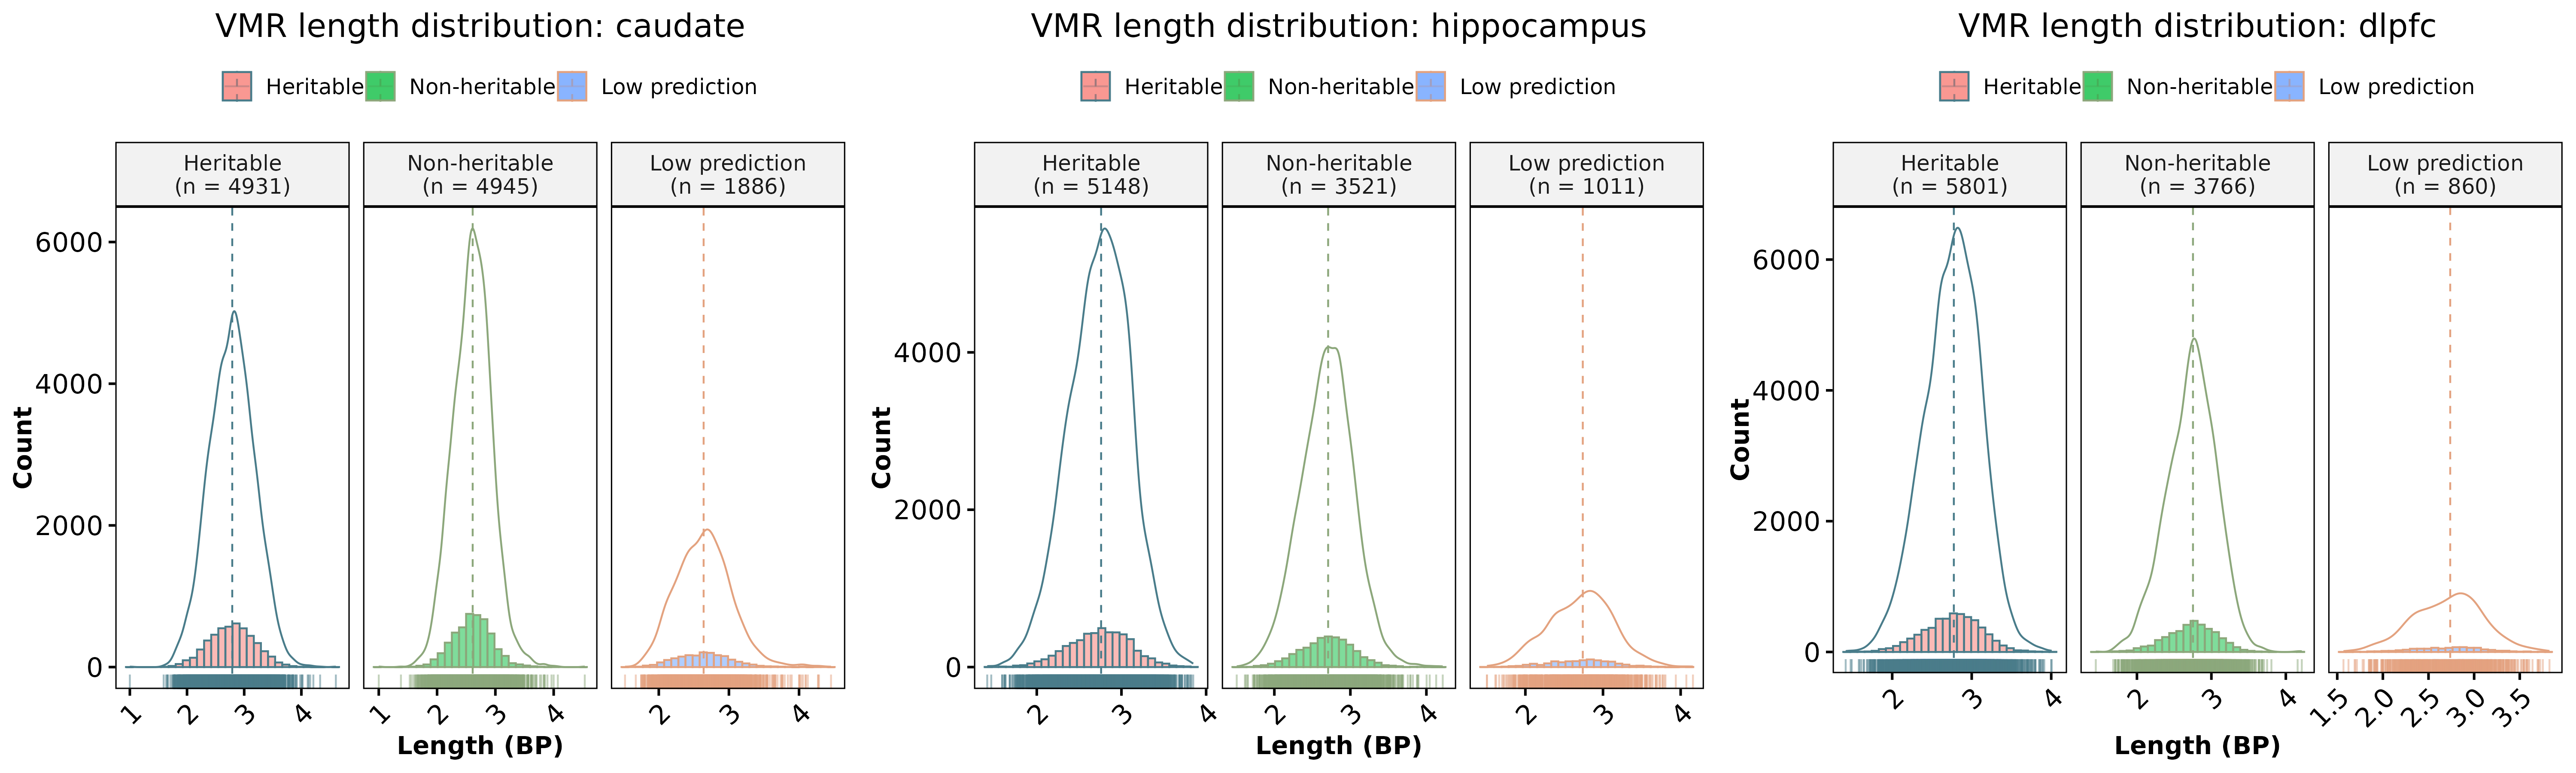 VMR length distribution: caudate
Heritable Non-heritable Low prediction
Heritable
(n = 4931)
Non-heritable
(n = 4945)
Low prediction
(n = 1886)
Count
6000
4000
2000
0
1 2 3 4
1 2 3 4
2 3 4
Length (BP)
VMR length distribution: hippocampus
Heritable Non-heritable Low prediction
Heritable
(n = 5148)
Non-heritable
(n = 3521)
Low prediction
(n = 1011)
Count
4000
2000
0
2 3 4
2 3 4
2 3 4
Length (BP)
VMR length distribution: dlpfc
Heritable Non-heritable Low prediction
Heritable
(n = 5801)
Non-heritable
(n = 3766)
Low prediction
(n = 860)
Count
6000
4000
2000
0
2 3 4
2 3 4
1.5 2.0 2.5 3.0 3.5
Length (BP)